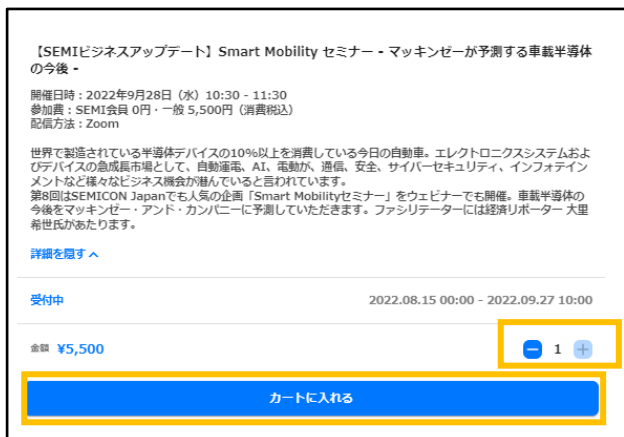 【SEMIビジネスアップデート】Smart Mobility セミナー - マッキンゼーが予測する車載半導体
の今後 -
開催日時：2022年9月28日（水）10:30 - 11:30
参加費：SEMI会員 0円・一般 5,500円（消費税込）
配信方法：Zoom
世界で製造されている半導体デバイスの10%以上を消費している今日の自動車。エレクトロニクスシステムおよ
びデバイスの急成長市場として、自動運転、AI、電動が、通信、安全、サイバーセキュリティ、インフォテイン
メントなど様々なビジネス機会が潜んでいると言われています。
第8回はSEMICON Japanでも人気の企画「Smart Mobilityセミナー」をウェビナーでも開催。車載半導体の
今後をマッキンゼー・アンド・カンパニーに予測していただきます。ファシリテーターには経済リポーター 大里
希世氏があたります。
詳細を隠す
受付中 2022.08.15 00:00 - 2022.09.27 10:00
金額 ¥5,500 − 1 +
カートに入れる